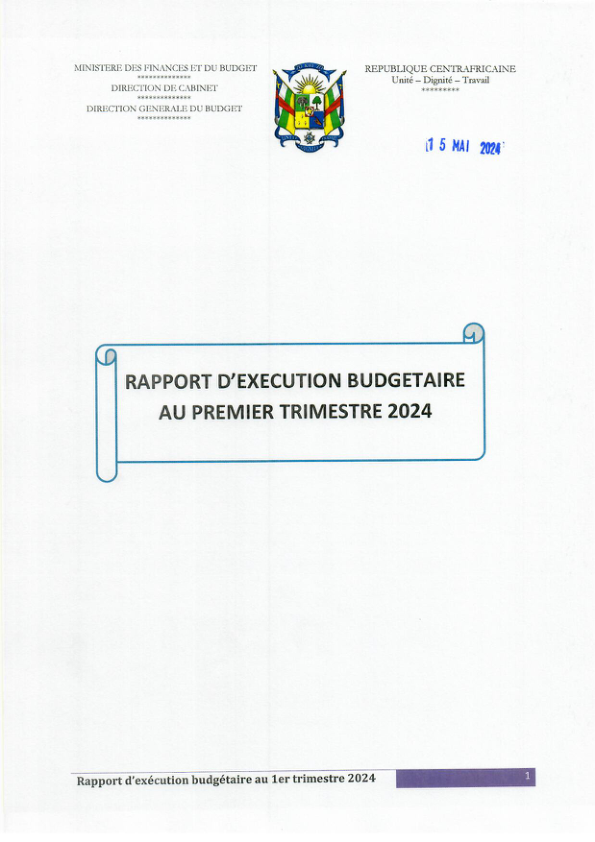 MINISTERE DES FINANCES ET DU BUDGET
**************
DIRECTION DE CABINET
**************
DIRECTION GENERALE DU BUDGET
**************
REPUBLIQUE CENTRAFRICAINE
Unité – Dignité – Travail
*********
15 MAI 2024
RAPPORT D'EXECUTION BUDGETAIRE
AU PREMIER TRIMESTRE 2024
Rapport d'exécution budgétaire au 1er trimestre 2024
1